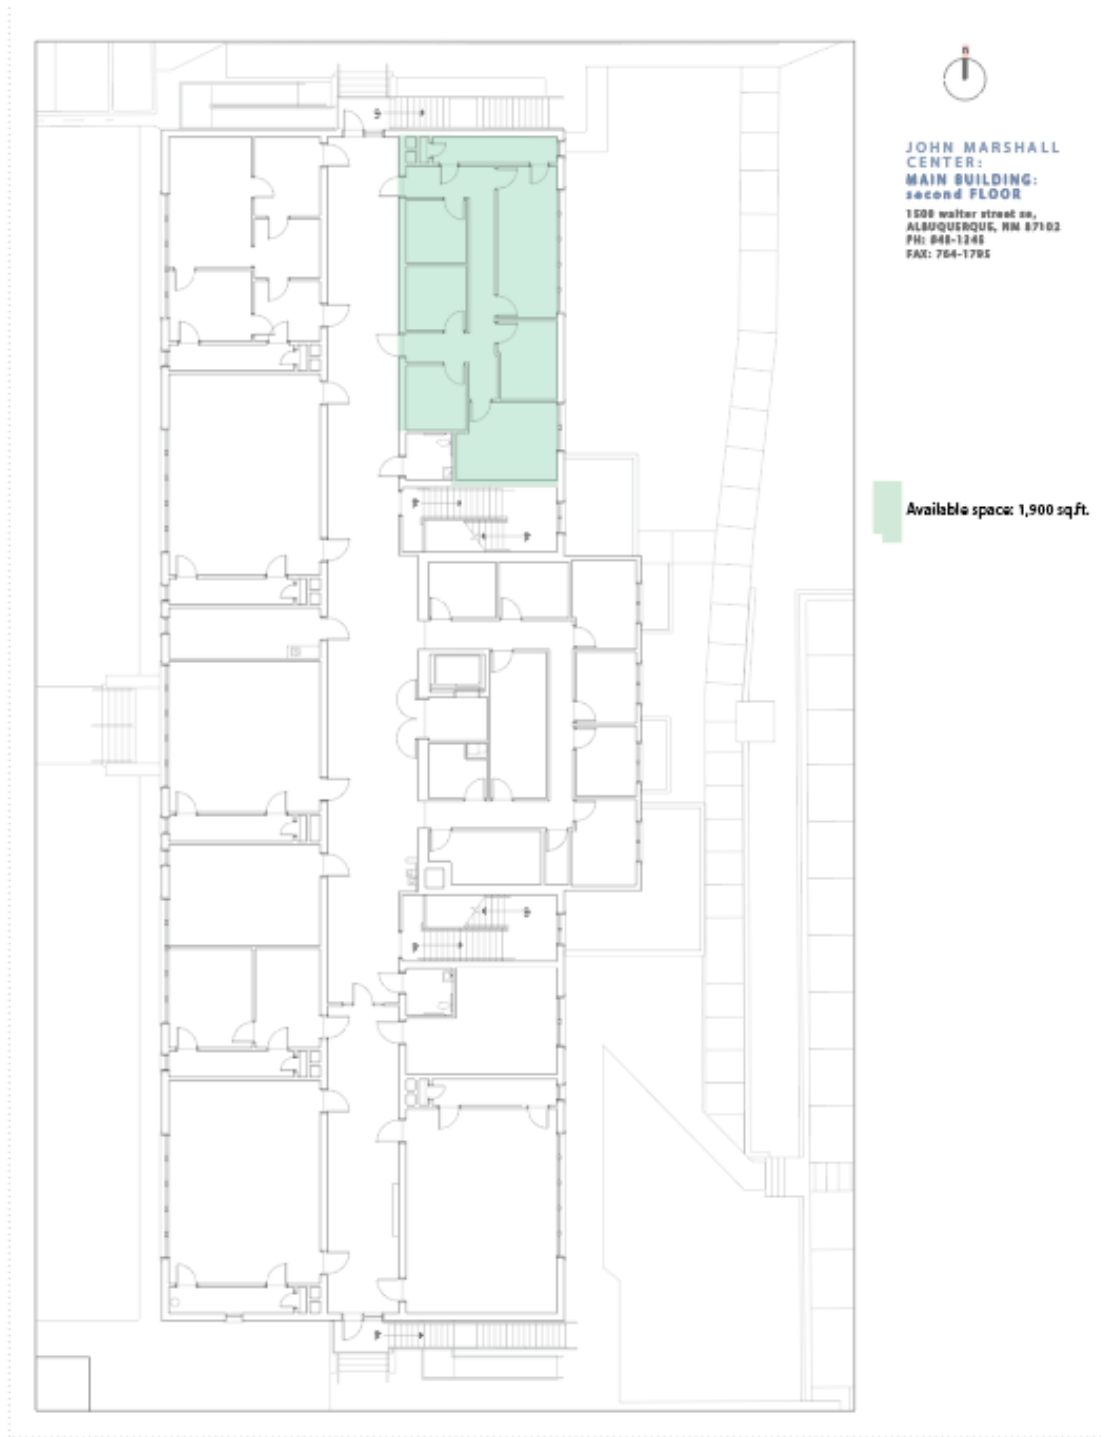 n
JOHN MARSHALL
CENTER:
MAIN BUILDING:
second FLOOR
1500 walter street se,
ALBUQUERQUE, NM 87102
PH: 848-1345
FAX: 764-1795
Available space: 1,900 sq.ft.